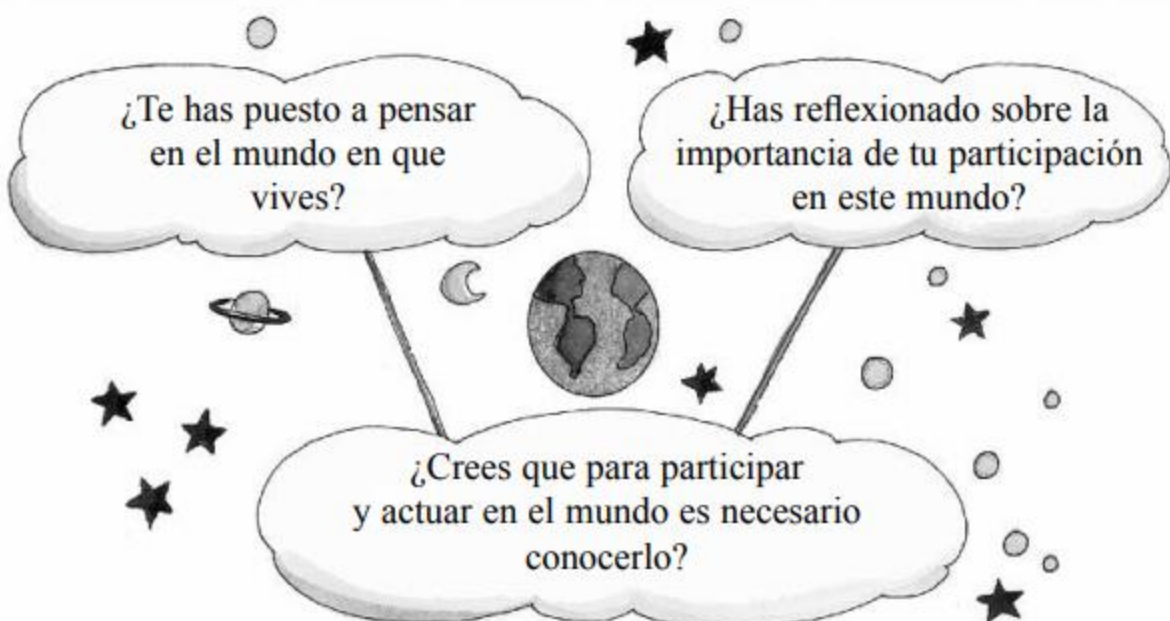 ¿Te has puesto a pensar
en el mundo en que
vives?
¿Has reflexionado sobre la
importancia de tu participación
en este mundo?
¿Crees que para participar
y actuar en el mundo es necesario
conocerlo?